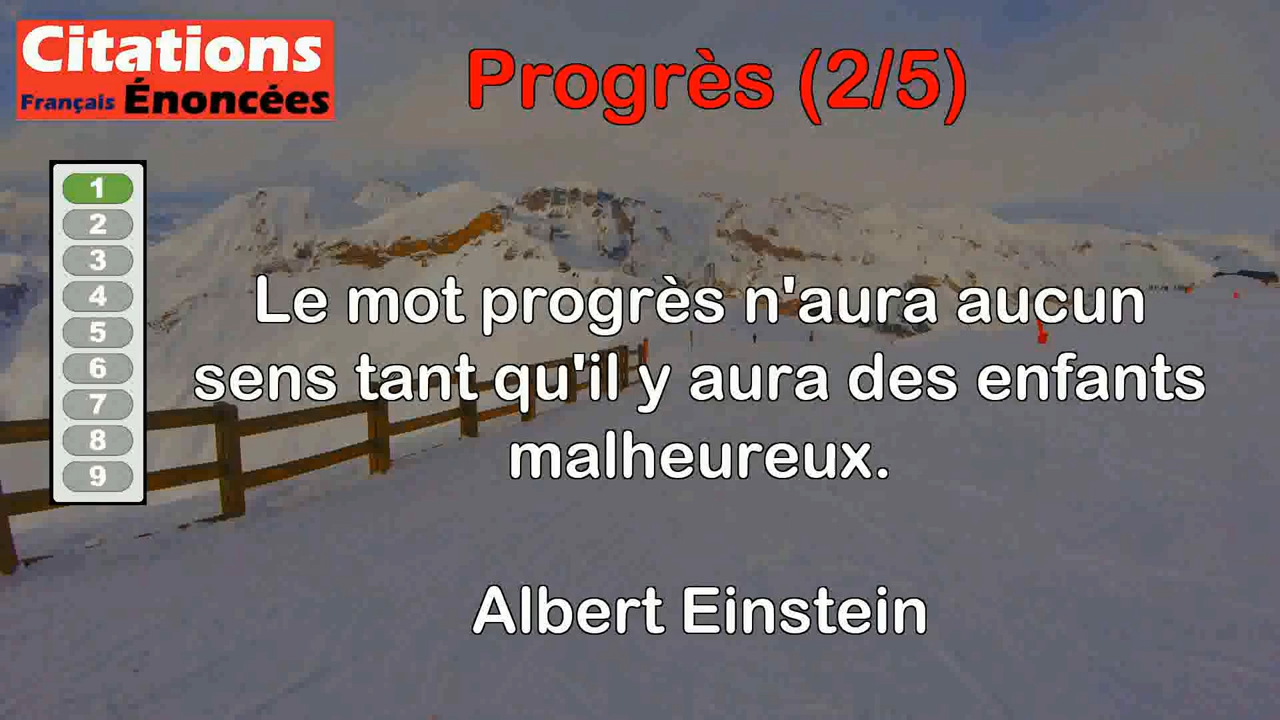 Citations
Français Énoncées
Progrès (2/5)
1
2
3
4
5
6
7
8
9
Le mot progrès n'aura aucun
sens tant qu'il y aura des enfants
malheureux.
Albert Einstein